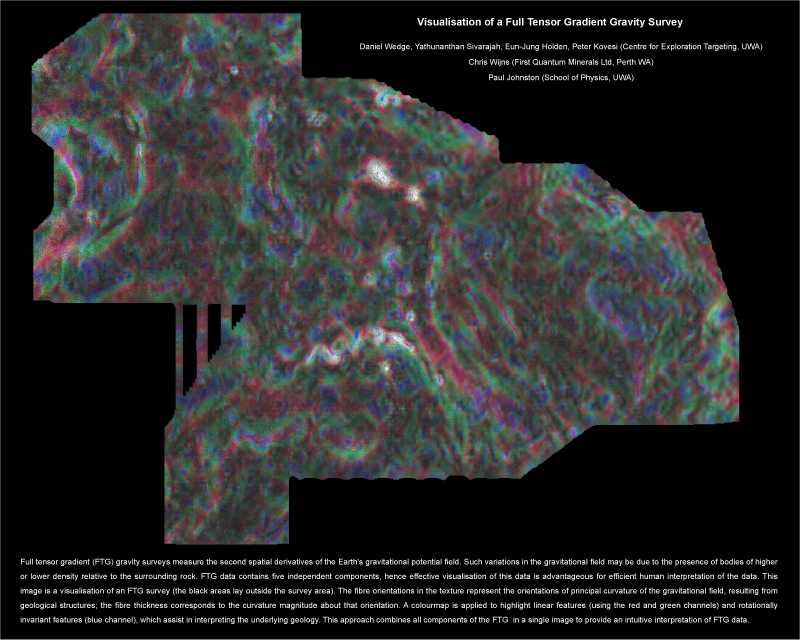 Visualisation of a Full Tensor Gradient Gravity Survey
Daniel Wedge, Yathunanthan Sivarajah, Eun-Jung Holden, Peter Kovesi (Centre for Exploration Targeting, UWA)
Chris Wijns (First Quantum Minerals Ltd, Perth WA)
Paul Johnston (School of Physics, UWA)
Full tensor gradient (FTG) gravity surveys measure the second spatial derivatives of the Earth's gravitational potential field. Such variations in the gravitational field may be due to the presence of bodies of higher
or lower density relative to the surrounding rock. FTG data contains five independent components, hence effective visualisation of this data is advantageous for efficient human interpretation of the data. This
image is a visualisation of an FTG survey (the black areas lay outside the survey area). The fibre orientations in the texture represent the orientations of principal curvature of the gravitational field, resulting from
geological structures; the fibre thickness corresponds to the curvature magnitude about that orientation. A colourmap is applied to highlight linear features (using the red and green channels) and rotationally
invariant features (blue channel), which assist in interpreting the underlying geology. This approach combines all components of the FTG in a single image to provide an intuitive interpretation of FTG data.